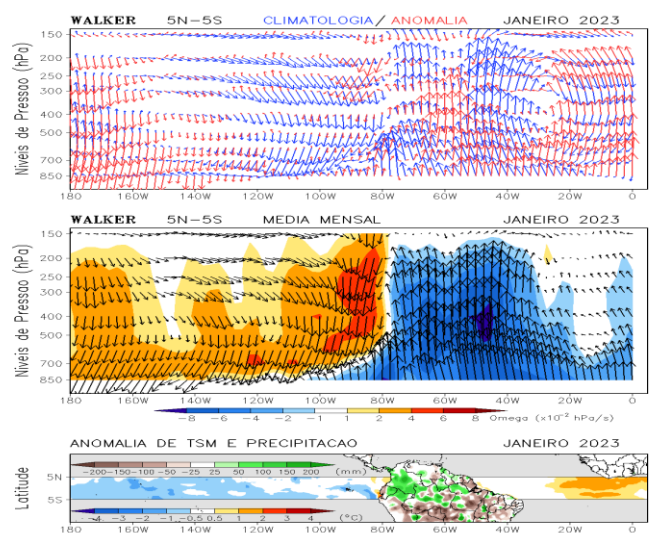 WALKER 5N-5S CLIMATOLOGIA/ANOMALIA JANEIRO 2023
Niveis de Pressao (hPa)
150
200
250
300
400
500
700
850
180 160W 140W 120W 100W 80W 60W 40W 20W 0
WALKER 5N-5S MEDIA MENSAL JANEIRO 2023
Niveis de Pressao (hPa)
150
200
250
300
400
500
700
850
180 160W 140W 120W 100W 80W 60W 40W 20W 0
-8 -6 -4 -2 -1 1 2 4 6 8 Omega (x10-2 hPa/s)
ANOMALIA DE TSM E PRECIPITACAO JANEIRO 2023
Latitude
-200 -150 -100 -50 -25 25 50 100 150 200 (mm)
5N
5S
-4 -3 -2 -1 -0.5 0.5 1 2 3 4 (°C)
180 160W 140W 120W 100W 80W 60W 40W 20W 0